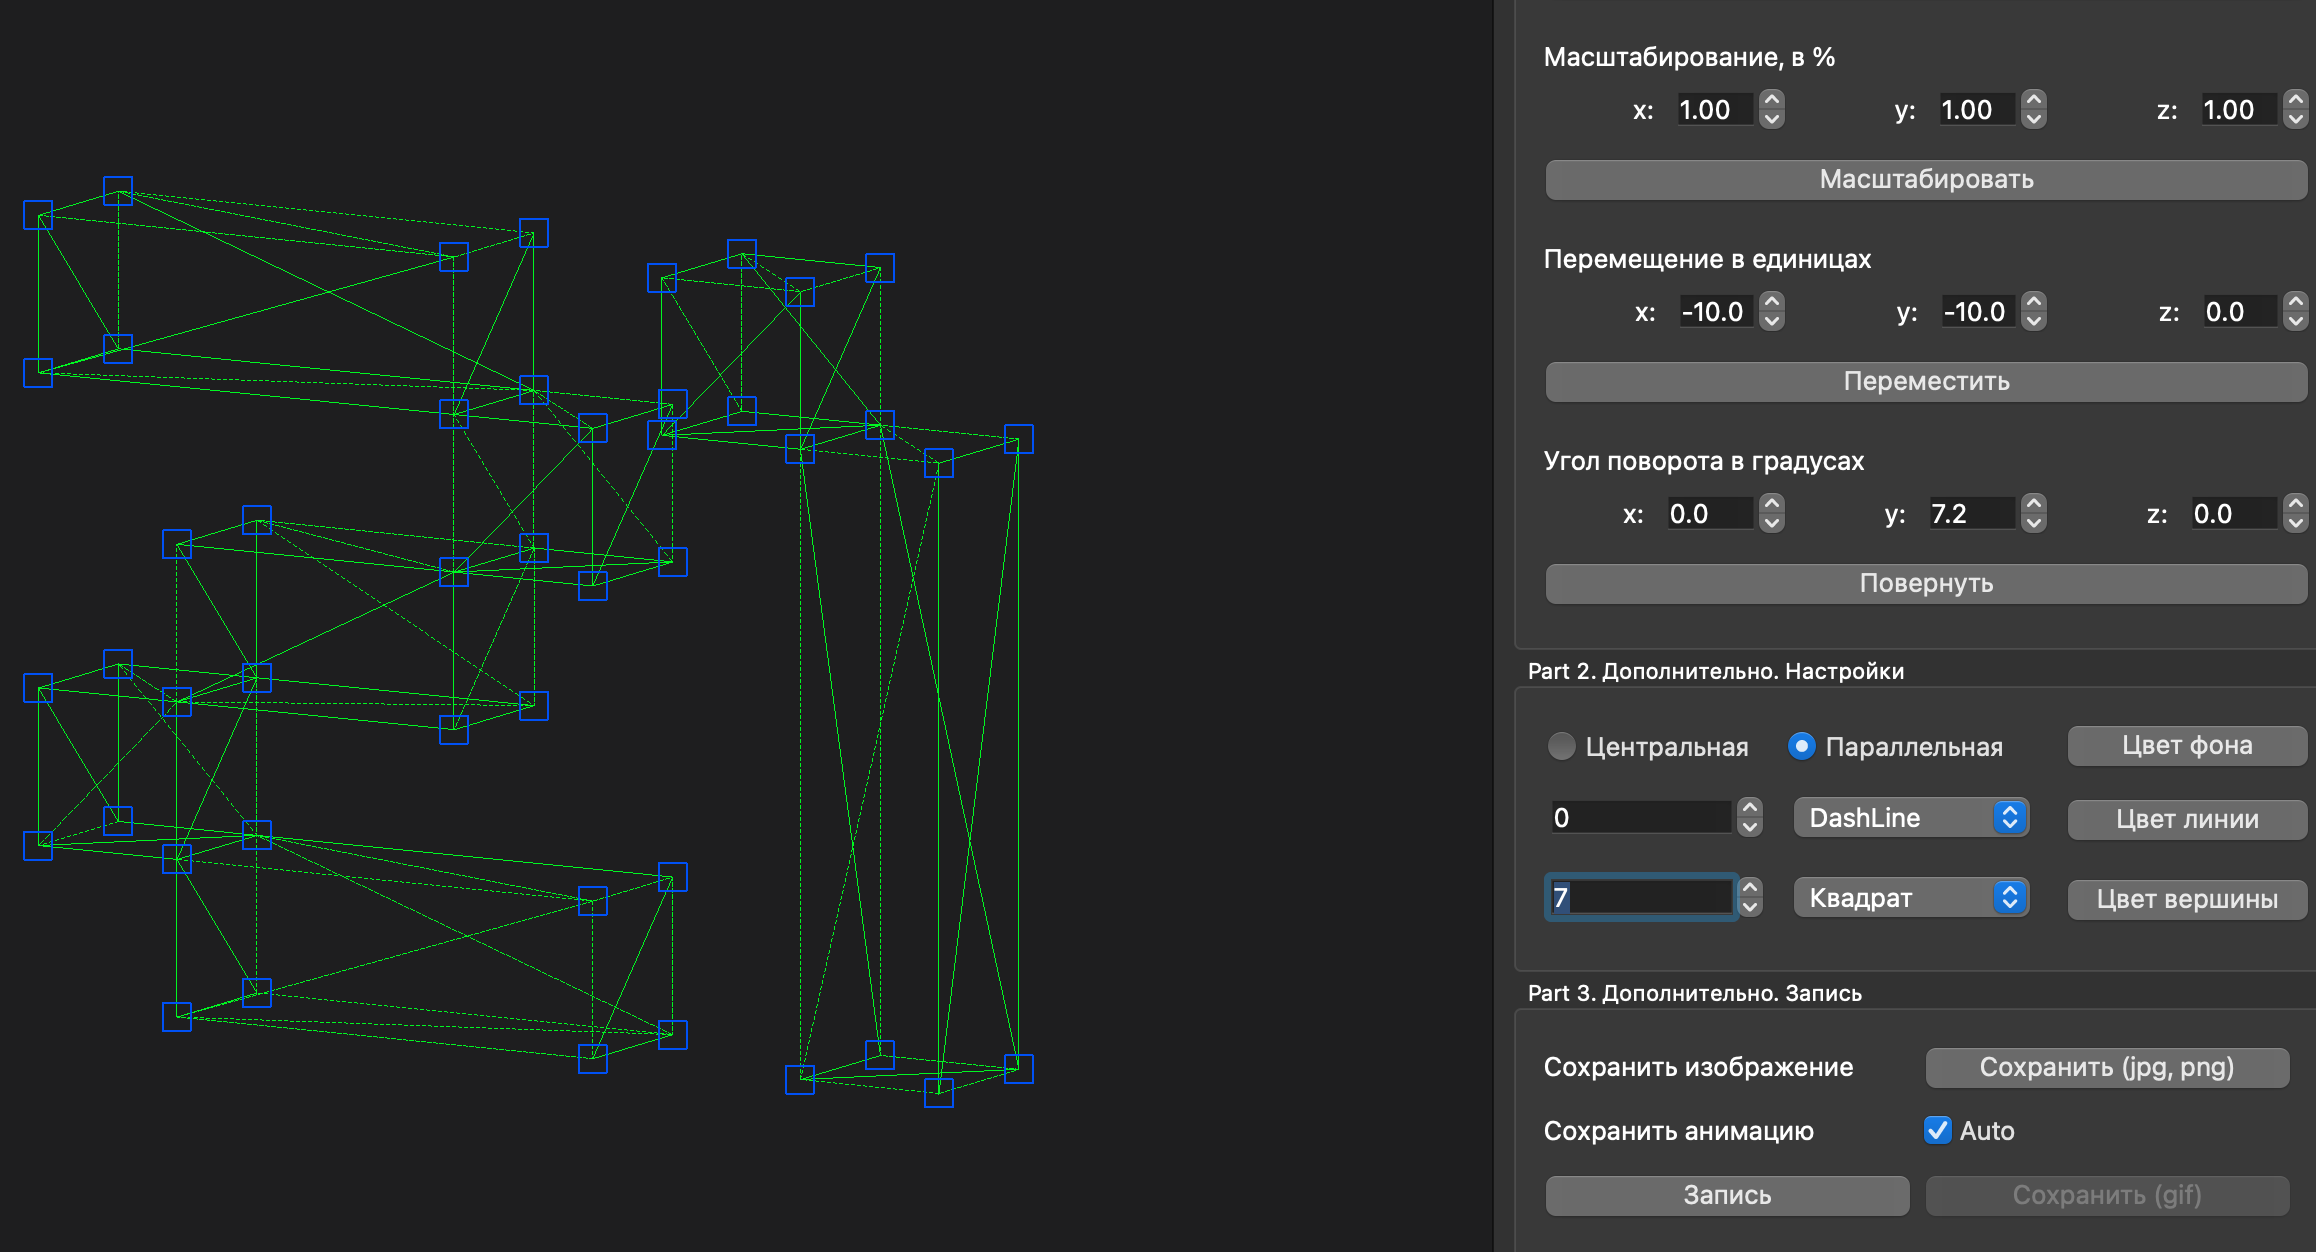 Масштабирование, в %
x: 1.00 y: 1.00 z: 1.00
Масштабировать
Перемещение в единицах
x: -10.0 y: -10.0 z: 0.0
Переместить
Угол поворота в градусах
x: 0.0 y: 7.2 z: 0.0
Повернуть
Part 2. Дополнительно. Настройки
Центральная Параллельная Цвет фона
0 DashLine Цвет линии
7 Квадрат Цвет вершины
Part 3. Дополнительно. Запись
Сохранить изображение Сохранить (jpg, png)
Сохранить анимацию Auto
Запись Сохранить (gif)